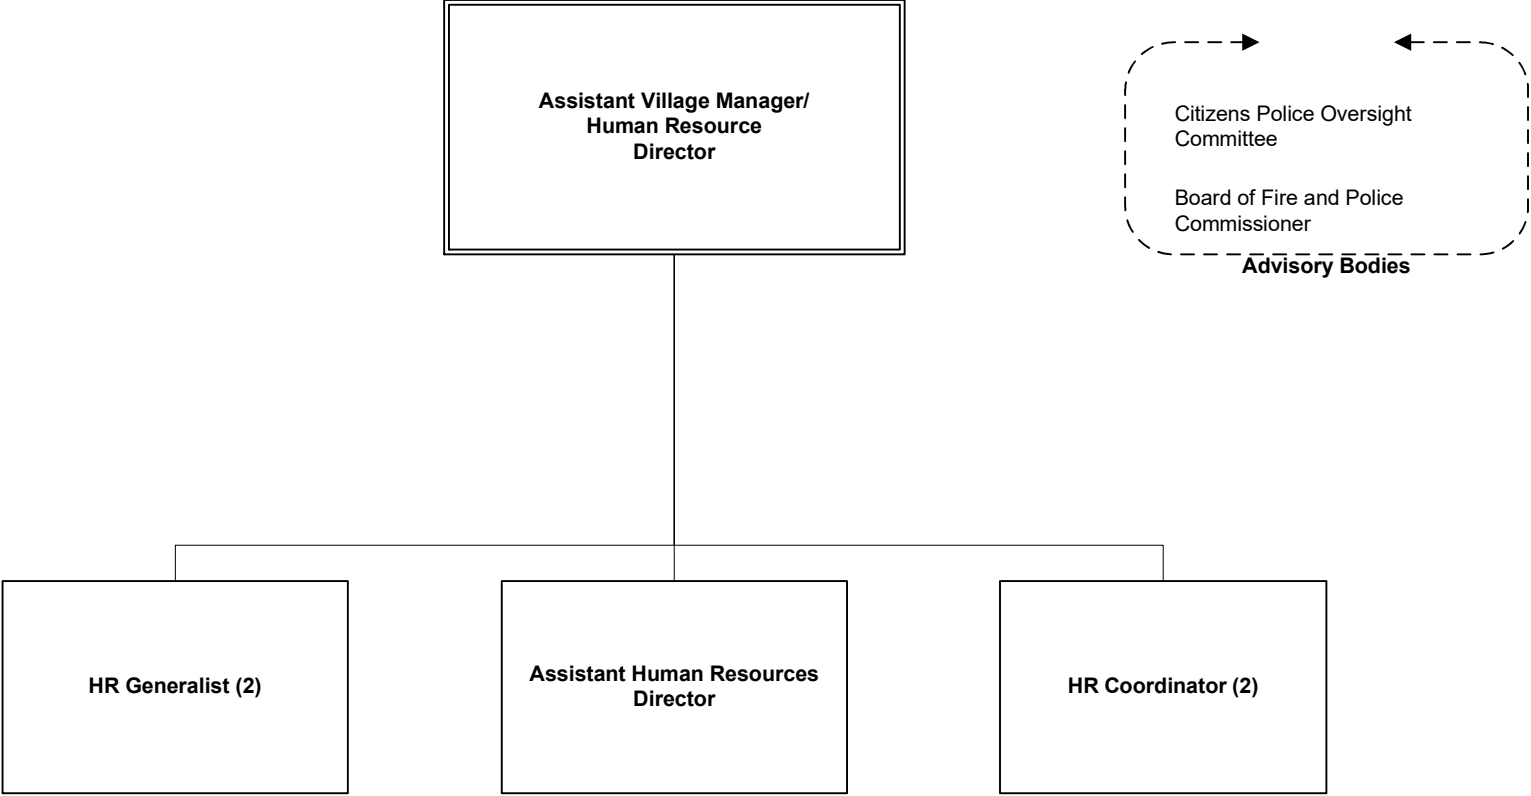 Assistant Village Manager/
Human Resource
Director
Citizens Police Oversight
Committee
Board of Fire and Police
Commissioner
Advisory Bodies
HR Generalist (2)
Assistant Human Resources
Director
HR Coordinator (2)